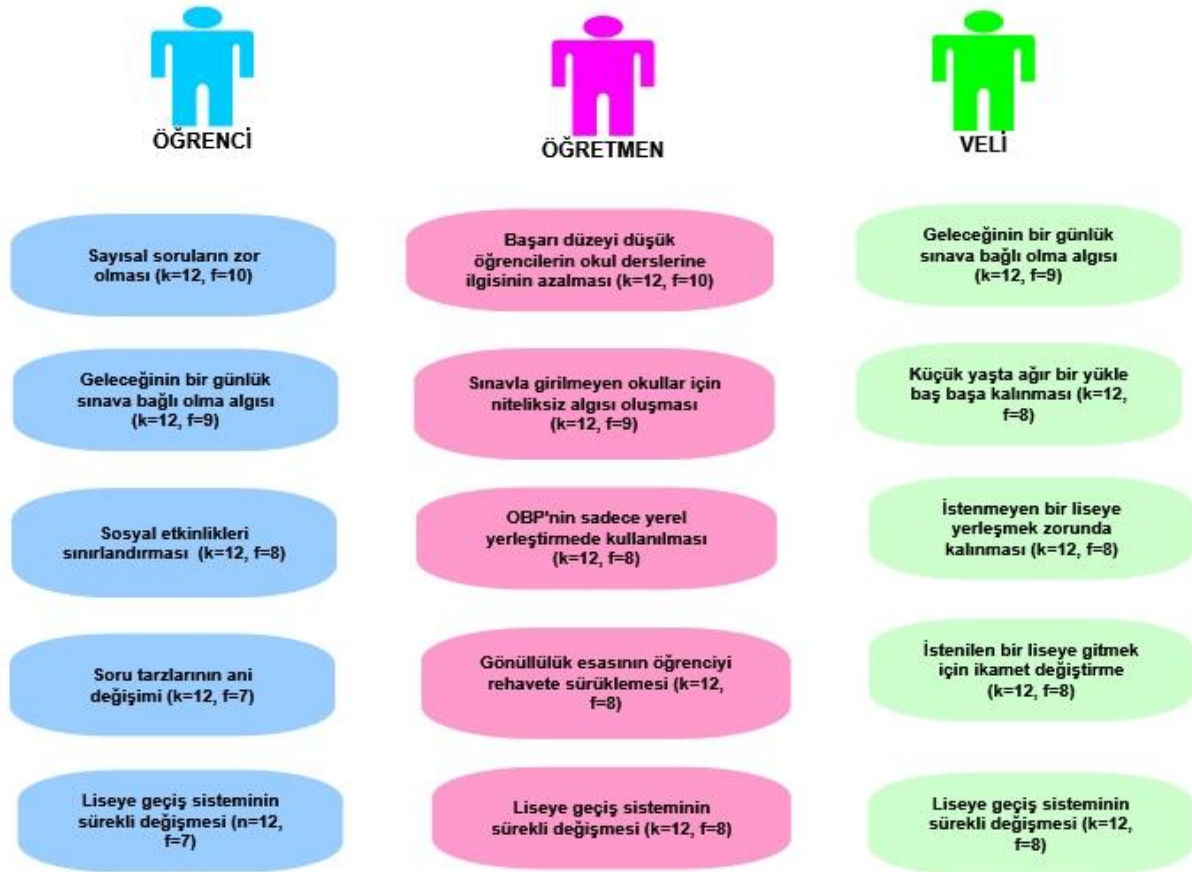 ÖĞRENCİ
Sayısal soruların zor
olması (k=12, f=10)
Geleceğinin bir günlük
sınava bağlı olma algısı
(k=12, f=9)
Sosyal etkinlikleri
sınırlandırması (k=12, f=8)
Soru tarzlarının ani
değişimi (k=12, f=7)
Liseye geçiş sisteminin
sürekli değişmesi (n=12,
f=7)
ÖĞRETMEN
Başarı düzeyi düşük
öğrencilerin okul derslerine
ilgisinin azalması (k=12, f=10)
Sınavla girilmeyen okullar için
niteliksiz algısı oluşması
(k=12, f=9)
OBP'nin sadece yerel
yerleştirmede kullanılması
(k=12, f=8)
Gönüllülük esasının öğrenciyi
rehavete sürüklemesi (k=12,
f=8)
Liseye geçiş sisteminin
sürekli değişmesi (k=12, f=8)
VELİ
Geleceğinin bir günlük
sınava bağlı olma algısı
(k=12, f=9)
Küçük yaşta ağır bir yükle
baş başa kalınması (k=12,
f=8)
İstenmeyen bir liseye
yerleşmek zorunda
kalınması (k=12, f=8)
İstenilen bir liseye gitmek
için ikamet değiştirme
(k=12, f=8)
Liseye geçiş sisteminin
sürekli değişmesi (k=12,
f=8)